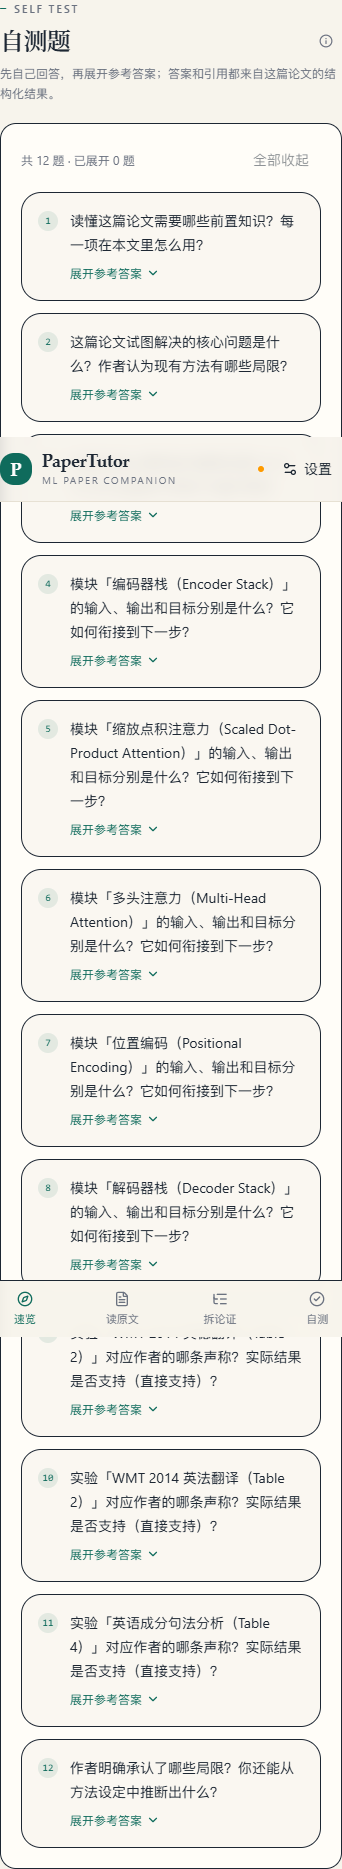 SELF TEST
自测题
先自己回答，再展开参考答案；答案和引用都来自这篇论文的结
构化结果。
共 12 题 · 已展开 0 题
全部收起
1
读懂这篇论文需要哪些前置知识？每
一项在本文里怎么用？
展开参考答案
2
这篇论文试图解决的核心问题是什
么？作者认为现有方法有哪些局限？
展开参考答案
P
PaperTutor
ML PAPER COMPANION
设置
展开参考答案
4
模块「编码器栈（Encoder Stack）」
的输入、输出和目标分别是什么？它
如何衔接到下一步？
展开参考答案
5
模块「缩放点积注意力（Scaled Dot-
Product Attention）」的输入、输出
和目标分别是什么？它如何衔接到下
一步？
展开参考答案
6
模块「多头注意力（Multi-Head
Attention）」的输入、输出和目标分
别是什么？它如何衔接到下一步？
展开参考答案
7
模块「位置编码（Positional
Encoding）」的输入、输出和目标分
别是什么？它如何衔接到下一步？
展开参考答案
8
模块「解码器栈（Decoder Stack）」
的输入、输出和目标分别是什么？它
如何衔接到下一步？
展开参考答案
速览
读原文
拆论证
自测
2）」对应作者的哪条声称？实际结果
是否支持（直接支持）？
展开参考答案
10
实验「WMT 2014 英法翻译（Table
2）」对应作者的哪条声称？实际结果
是否支持（直接支持）？
展开参考答案
11
实验「英语成分句法分析（Table
4）」对应作者的哪条声称？实际结果
是否支持（直接支持）？
展开参考答案
12
作者明确承认了哪些局限？你还能从
方法设定中推断出什么？
展开参考答案